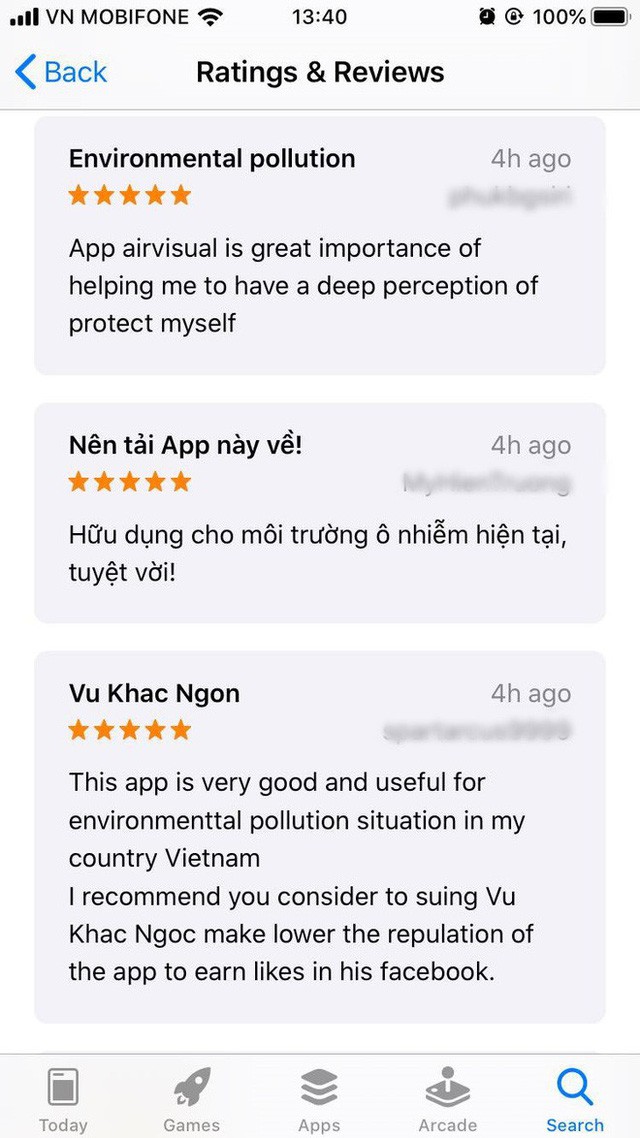 VN MOBIFONE 13:40 100%
Back Ratings & Reviews
Environmental pollution 4h ago
App airvisual is great importance of
helping me to have a deep perception of
protect myself
Nên tải App này về! 4h ago
Hữu dụng cho môi trường ô nhiễm hiện tại,
tuyệt vời!
Vu Khac Ngon 4h ago
This app is very good and useful for
environmenttal pollution situation in my
country Vietnam
I recommend you consider to suing Vu
Khac Ngoc make lower the repulation of
the app to earn likes in his facebook.
Today Games Apps Arcade Search